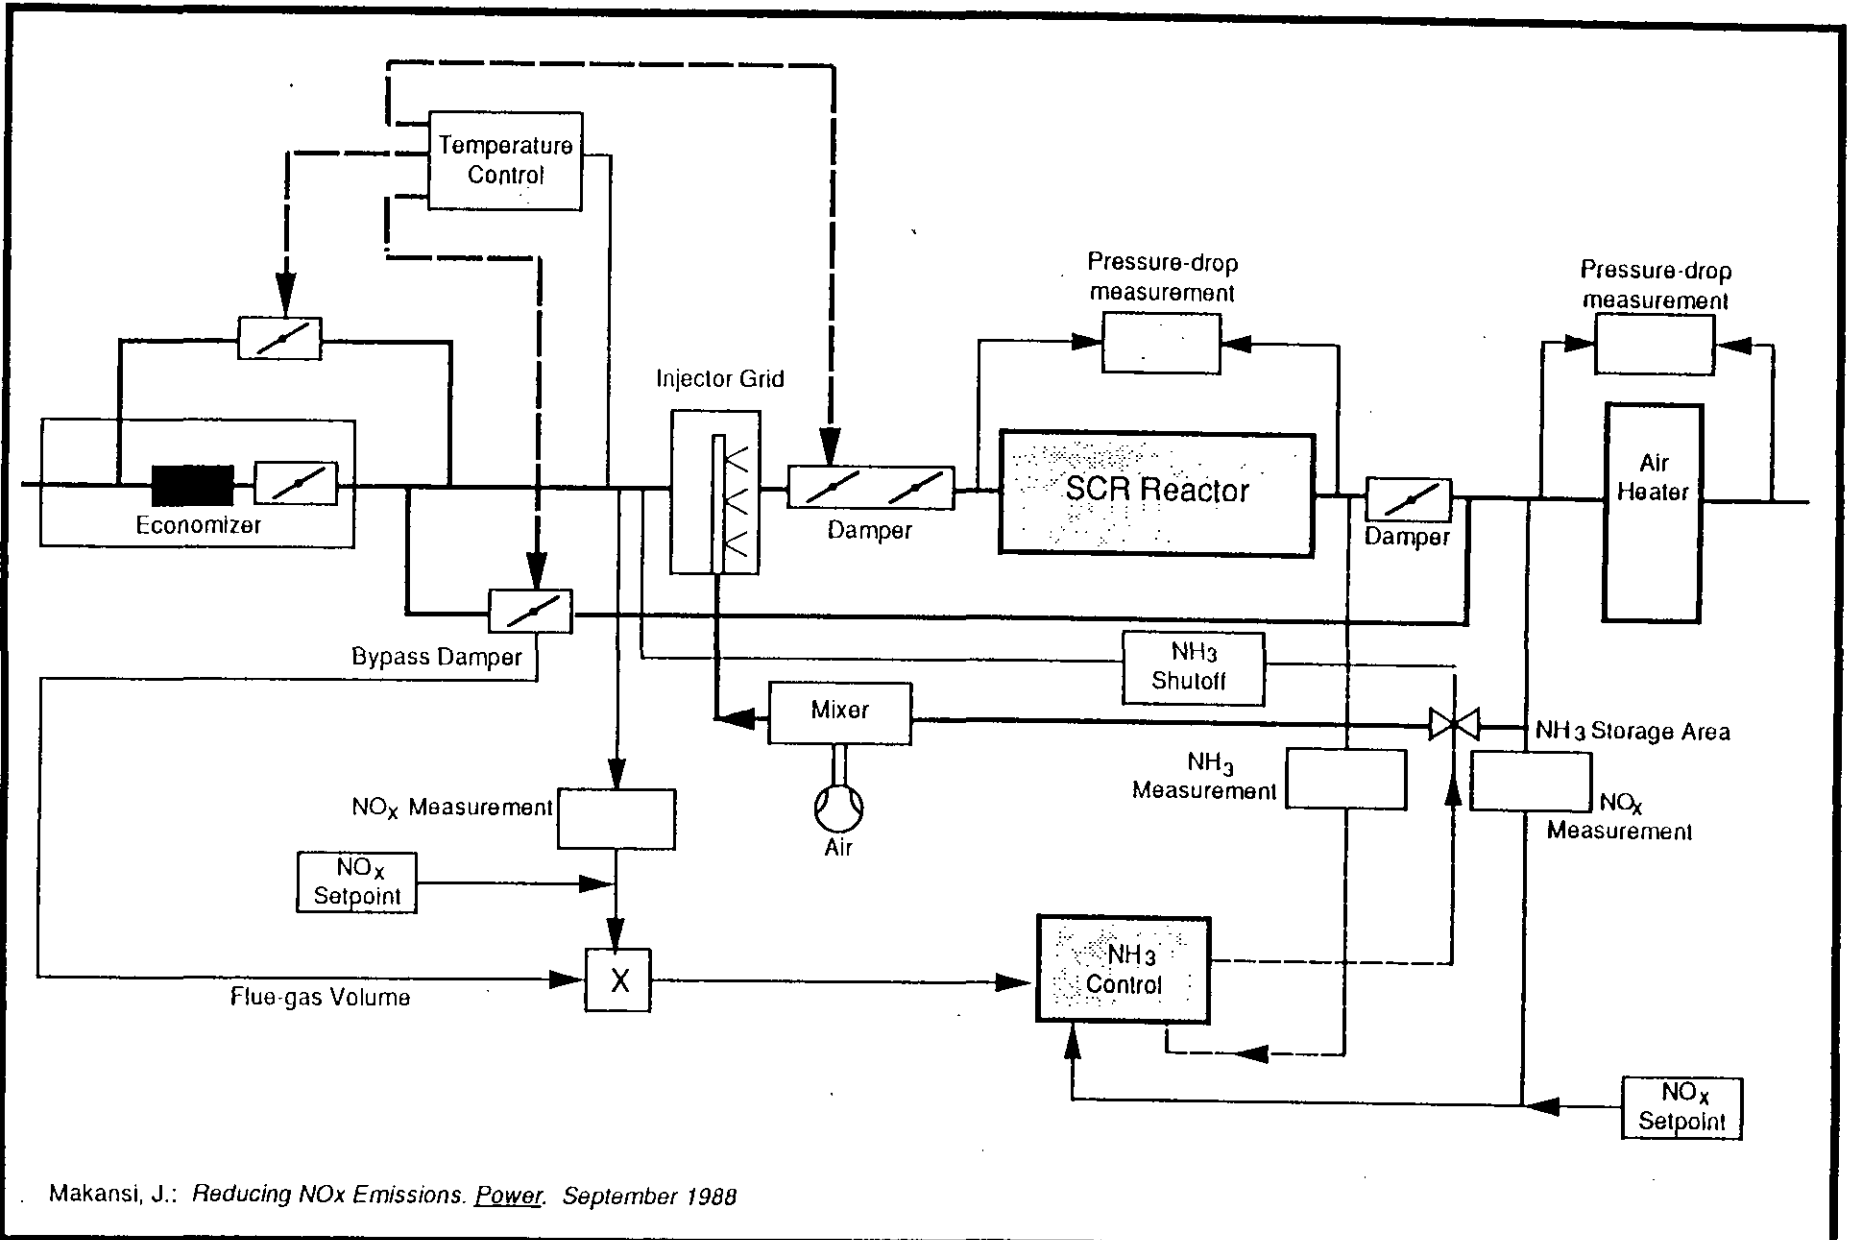 Temperature
Control
Pressure-drop
measurement
Pressure-drop
measurement
Injector Grid
Economizer
Damper
SCR Reactor
Damper
Air
Heater
Bypass Damper
NH3
Shutoff
Mixer
NH3 Storage Area
NH3
Measurement
NOx Measurement
NOx
Measurement
Air
NOx
Setpoint
X
NH3
Control
Flue-gas Volume
NOx
Setpoint
Makansi, J.: Reducing NOx Emissions. Power. September 1988